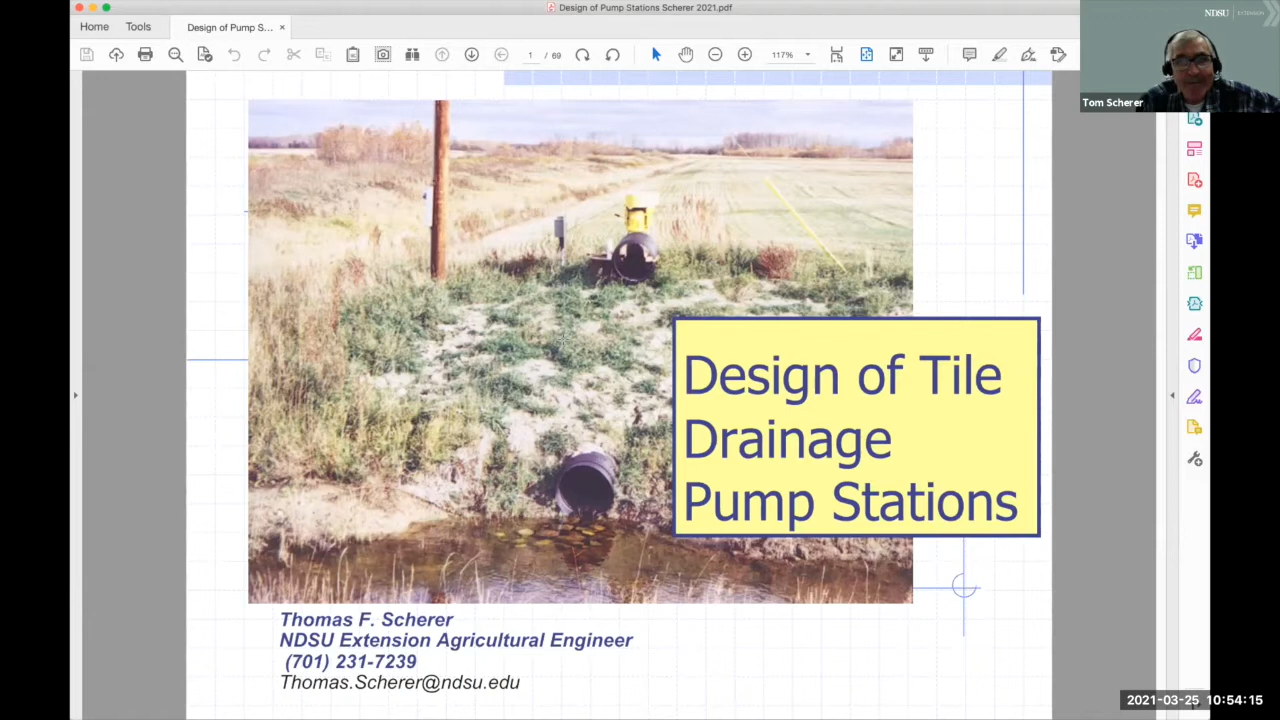 Design of Pump Stations Scherer 2021.pdf
NDSU EXTENSION
Home Tools Design of Pump S... ×
1 / 69 117%
Tom Scherer
Design of Tile
Drainage
Pump Stations
Thomas F. Scherer
NDSU Extension Agricultural Engineer
(701) 231-7239
Thomas.Scherer@ndsu.edu
2021-03-25 10:54:15